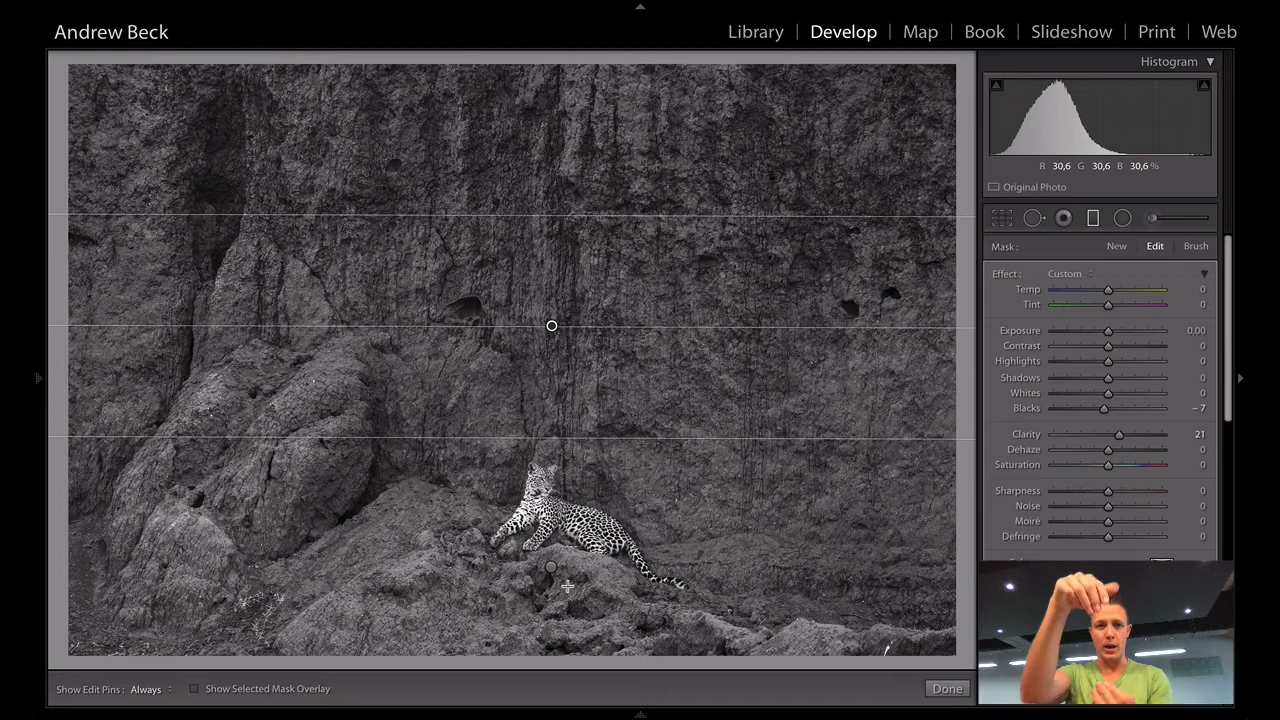 Andrew Beck
Library | Develop | Map | Book | Slideshow | Print | Web
Histogram
R 30,6 G 30,6 B 30,6 %
Original Photo
Mask : New Edit Brush
Effect : Custom
Temp 0
Tint 0
Exposure 0,00
Contrast 0
Highlights 0
Shadows 0
Whites 0
Blacks – 7
Clarity 21
Dehaze 0
Saturation 0
Sharpness 0
Noise 0
Moiré 0
Defringe 0
Show Edit Pins : Always Show Selected Mask Overlay Done